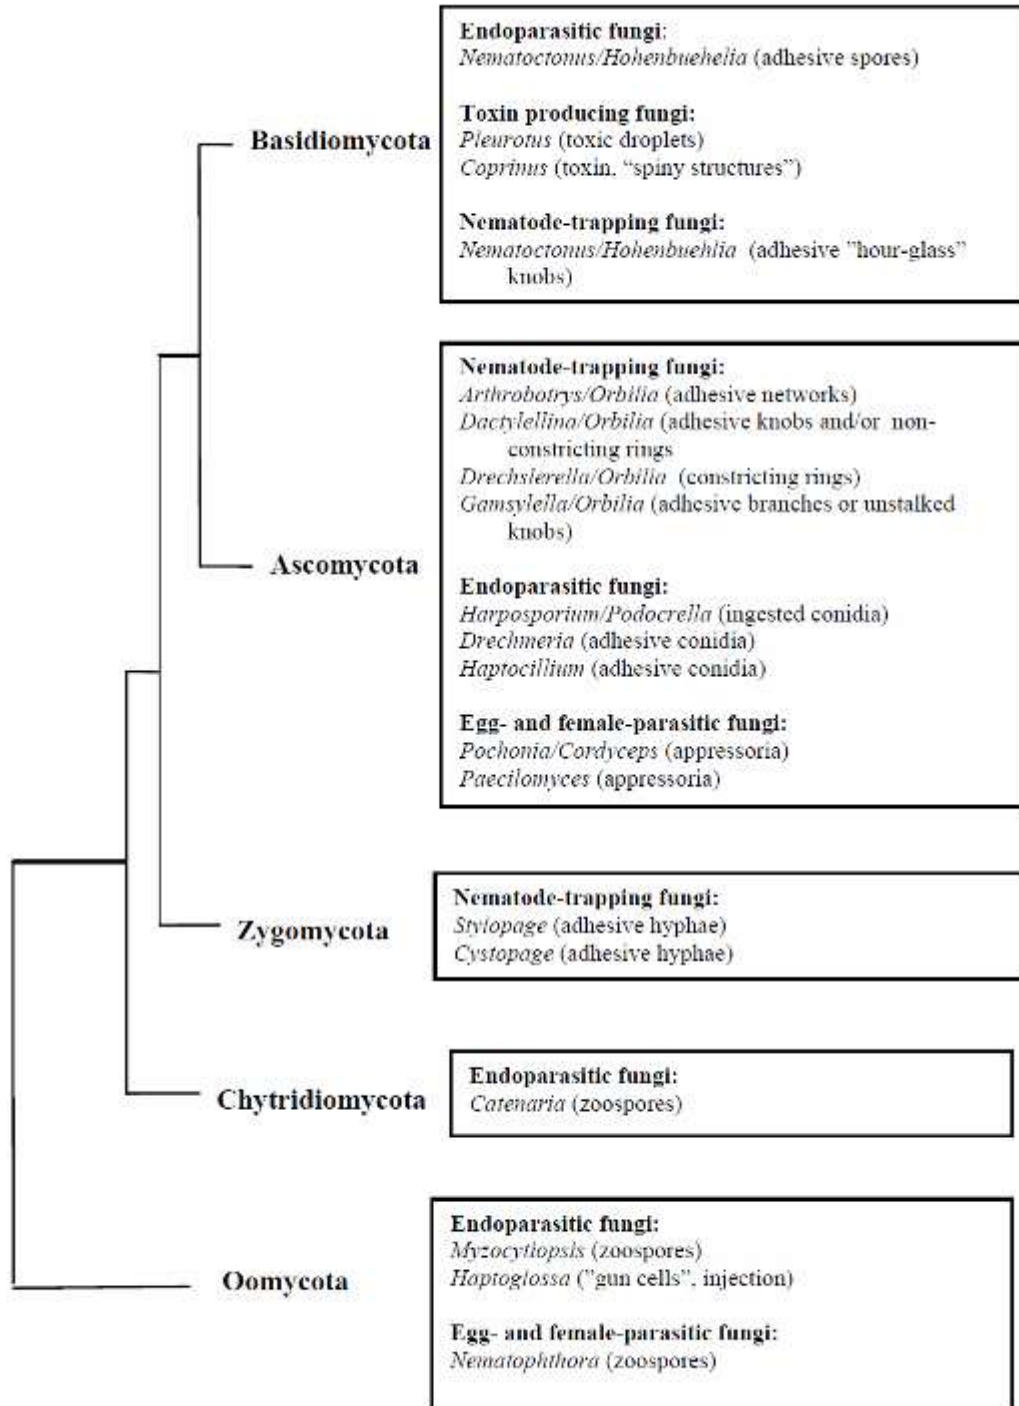 Endoparasitic fungi:
Nematoctonus/Hohenbuehelia (adhesive spores)
Toxin producing fungi:
Basidiomycota
Pleurotus (toxic droplets)
Coprinus (toxin, “spiny structures”)
Nematode-trapping fungi:
Nematoctonus/Hohenbuehlia (adhesive ”hour-glass”
knobs)
Nematode-trapping fungi:
Arthrobotrys/Orbilia (adhesive networks)
Dactylellina/Orbilia (adhesive knobs and/or non-
constricting rings
Drechslerella/Orbilia (constricting rings)
Gamsylella/Orbilia (adhesive branches or unstalked
knobs)
Ascomycota
Endoparasitic fungi:
Harposporium/Podocrella (ingested conidia)
Drechmeria (adhesive conidia)
Haptocillium (adhesive conidia)
Egg- and female-parasitic fungi:
Pochonia/Cordyceps (appressoria)
Paecilomyces (appressoria)
Zygomycota
Nematode-trapping fungi:
Stylopage (adhesive hyphae)
Cystopage (adhesive hyphae)
Chytridiomycota
Endoparasitic fungi:
Catenaria (zoospores)
Oomycota
Endoparasitic fungi:
Myzocytiopsis (zoospores)
Haptoglossa (”gun cells”, injection)
Egg- and female-parasitic fungi:
Nematophthora (zoospores)